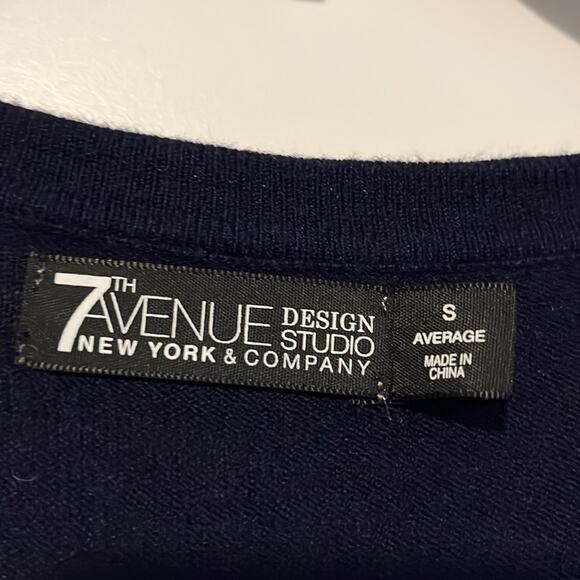 7TH
AVENUE DESIGN STUDIO
NEW YORK & COMPANY
S
AVERAGE
MADE IN
CHINA